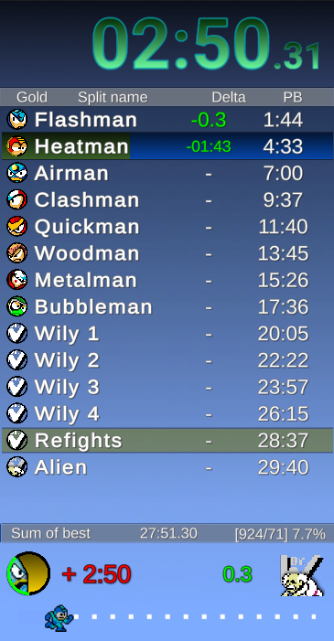 02:50.31
Gold Split name Delta PB
Flashman -0.3 1:44
Heatman -01:43 4:33
Airman - 7:00
Clashman - 9:37
Quickman - 11:40
Woodman - 13:45
Metalman - 15:26
Bubbleman - 17:36
Wily 1 - 20:05
Wily 2 - 22:22
Wily 3 - 23:57
Wily 4 - 26:15
Refights - 28:37
Alien - 29:40
Sum of best 27:51.30 [924/71] 7.7%
+ 2:50 0.3 Dr